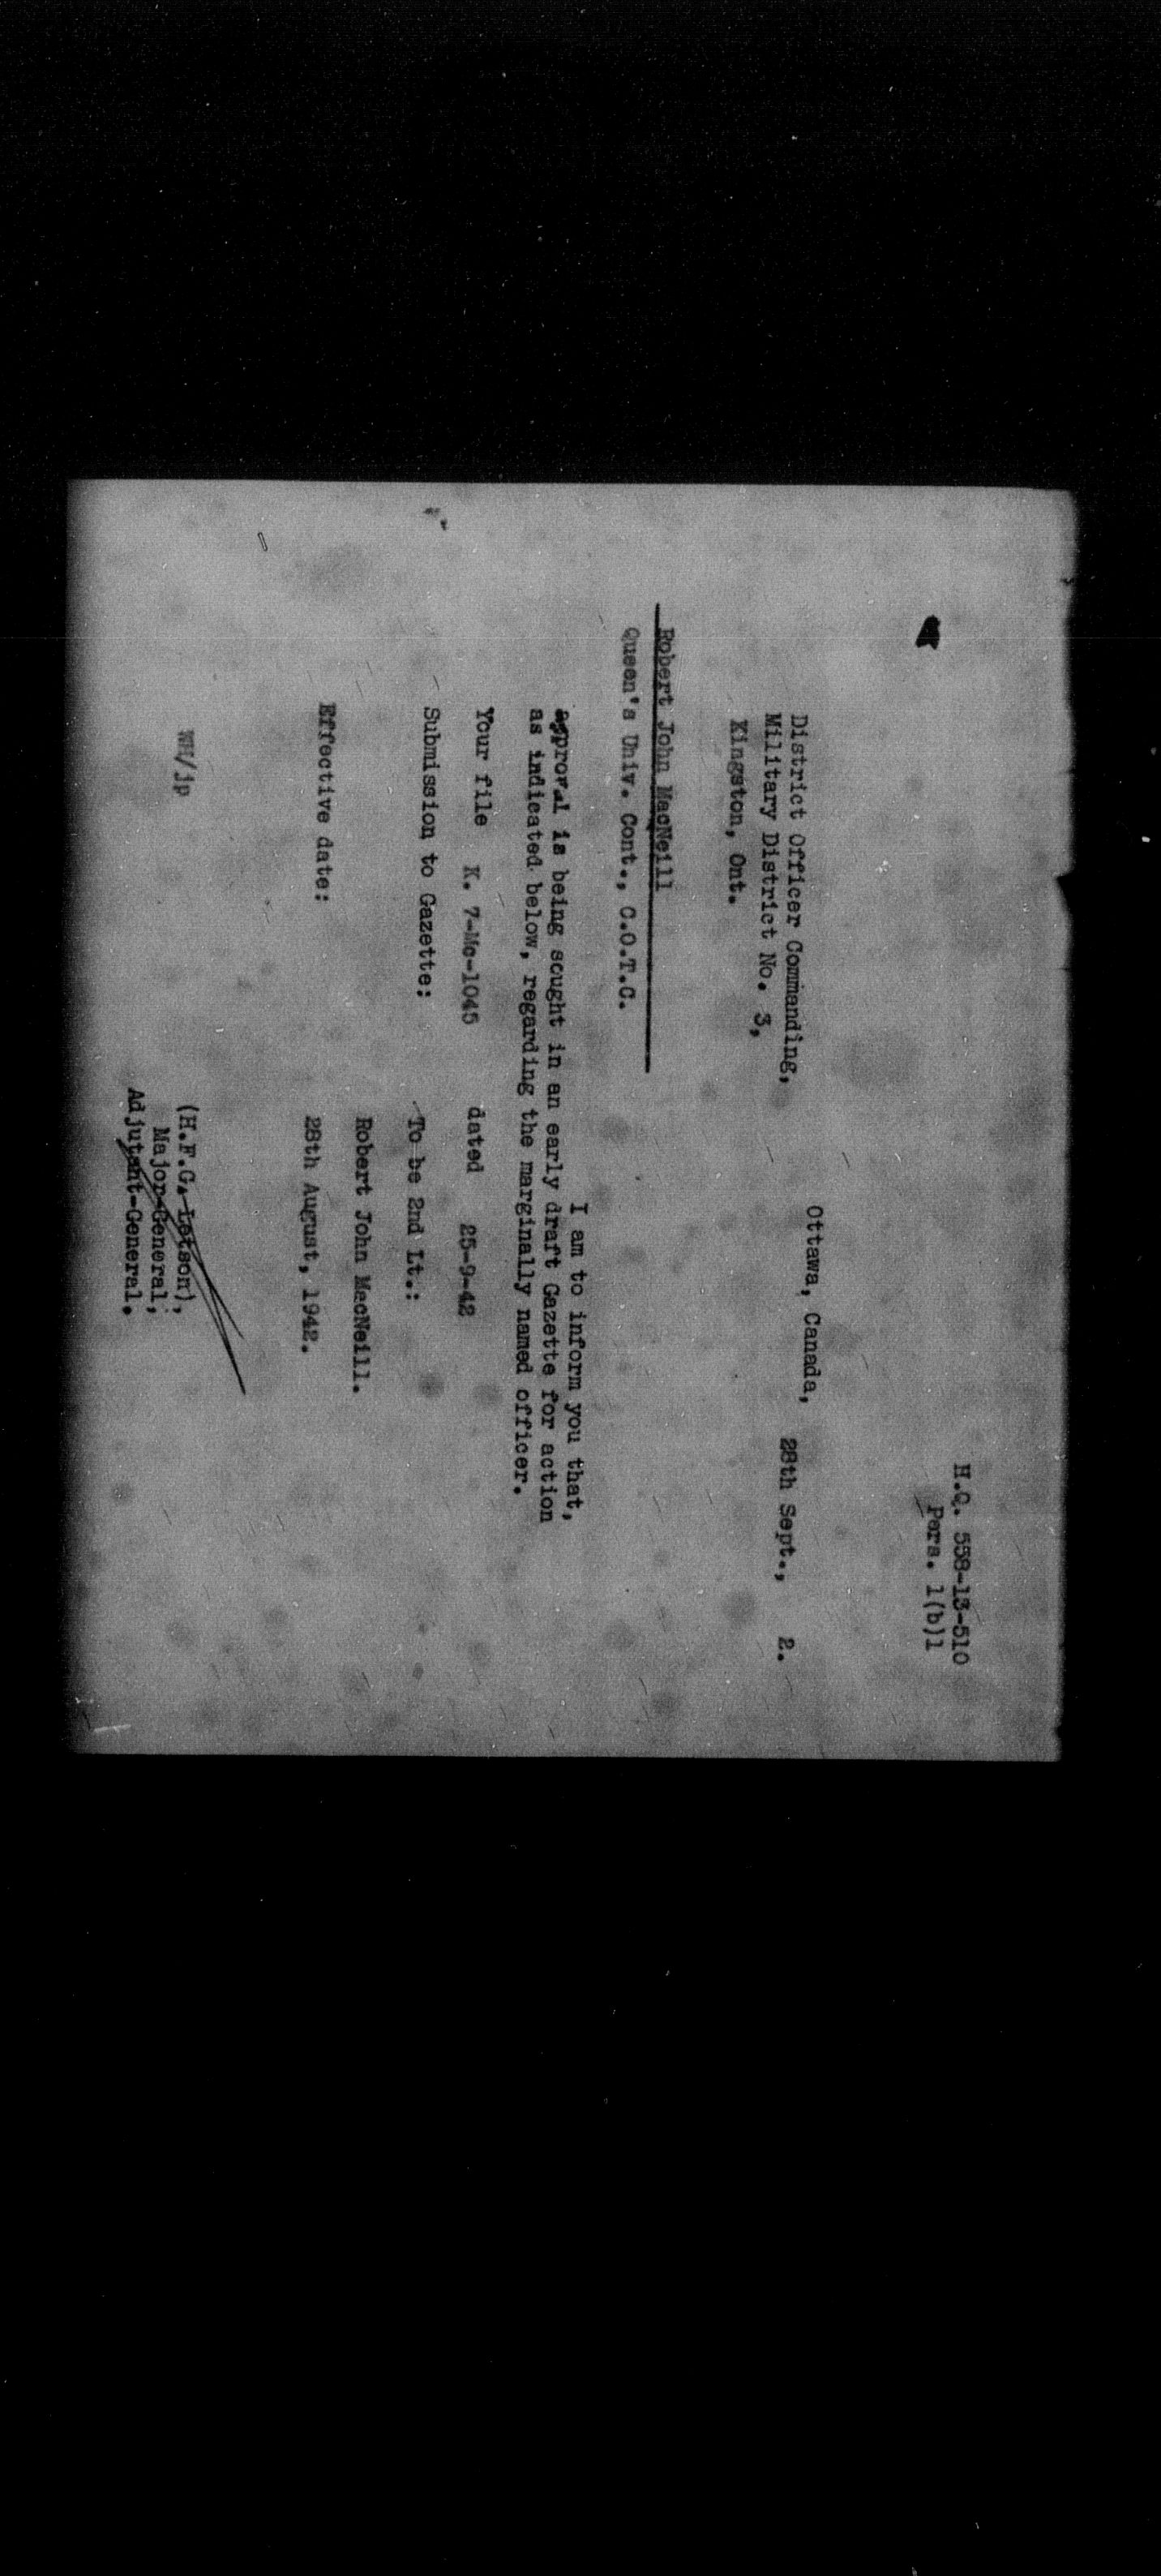 H.Q. 558-13-510
Pers. 1(b)1
Ottawa, Canada,
28th Sept., 2.
District Officer Commanding,
Military District No. 3,
Kingston, Ont.
Robert John MacNeill
Queen's Univ. Cont., C.O.T.C.
I am to inform you that,
approval is being sought in an early draft Gazette for action
as indicated below, regarding the marginally named officer.
Your file K. 7-Mc-1045 dated 25-9-42
Submission to Gazette: To be 2nd Lt.:
Robert John MacNeill.
Effective date: 28th August, 1942.
WH/jp
(H.F.G. Letson),
Major-General,
Adjutant-General.